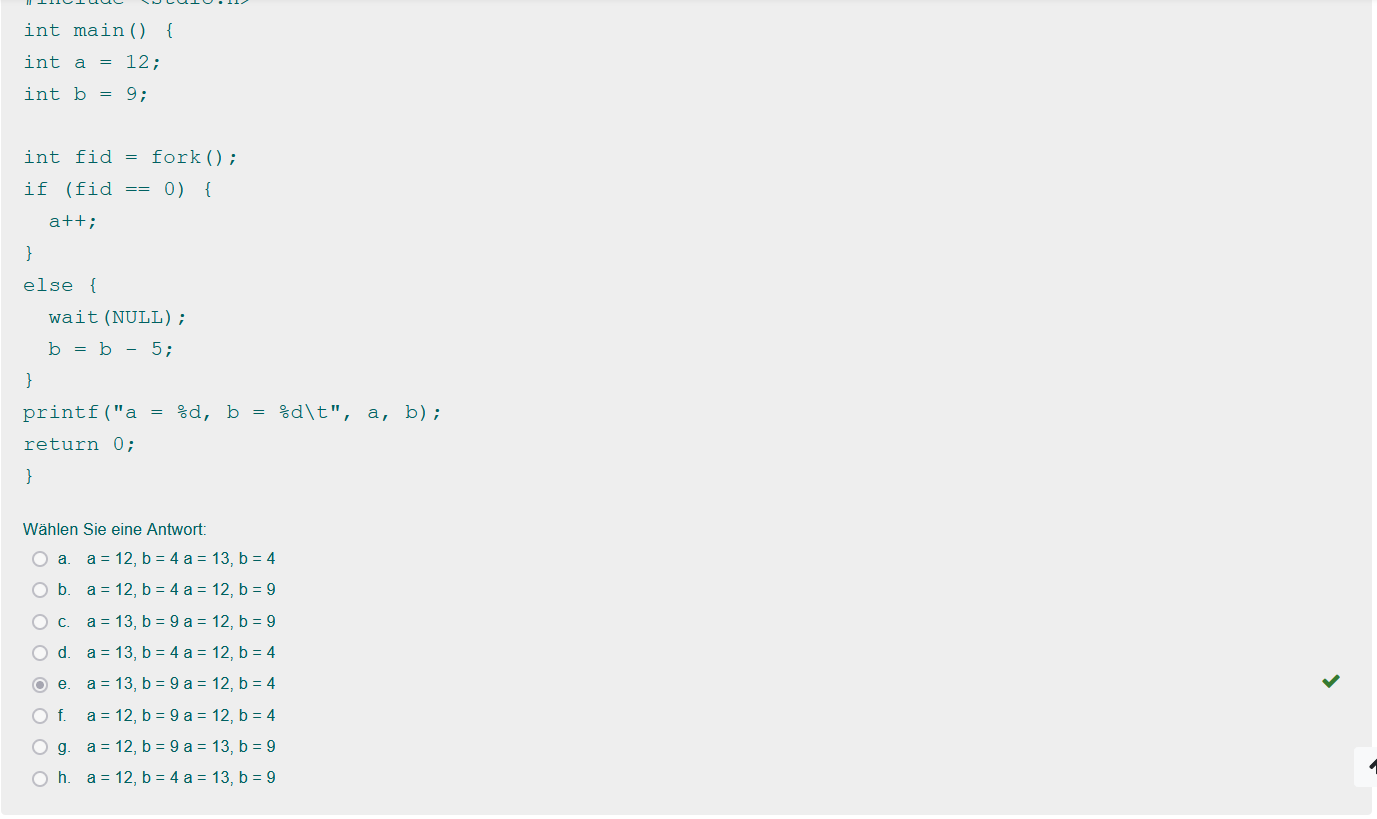 #include <stdio.h>
int main() {
int a = 12;
int b = 9;
int fid = fork();
if (fid == 0) {
a++;
}
else {
wait(NULL);
b = b - 5;
}
printf("a = %d, b = %d\t", a, b);
return 0;
}
Wählen Sie eine Antwort:
a. a = 12, b = 4 a = 13, b = 4
b. a = 12, b = 4 a = 12, b = 9
c. a = 13, b = 9 a = 12, b = 9
d. a = 13, b = 4 a = 12, b = 4
e. a = 13, b = 9 a = 12, b = 4
f. a = 12, b = 9 a = 12, b = 4
g. a = 12, b = 9 a = 13, b = 9
h. a = 12, b = 4 a = 13, b = 9